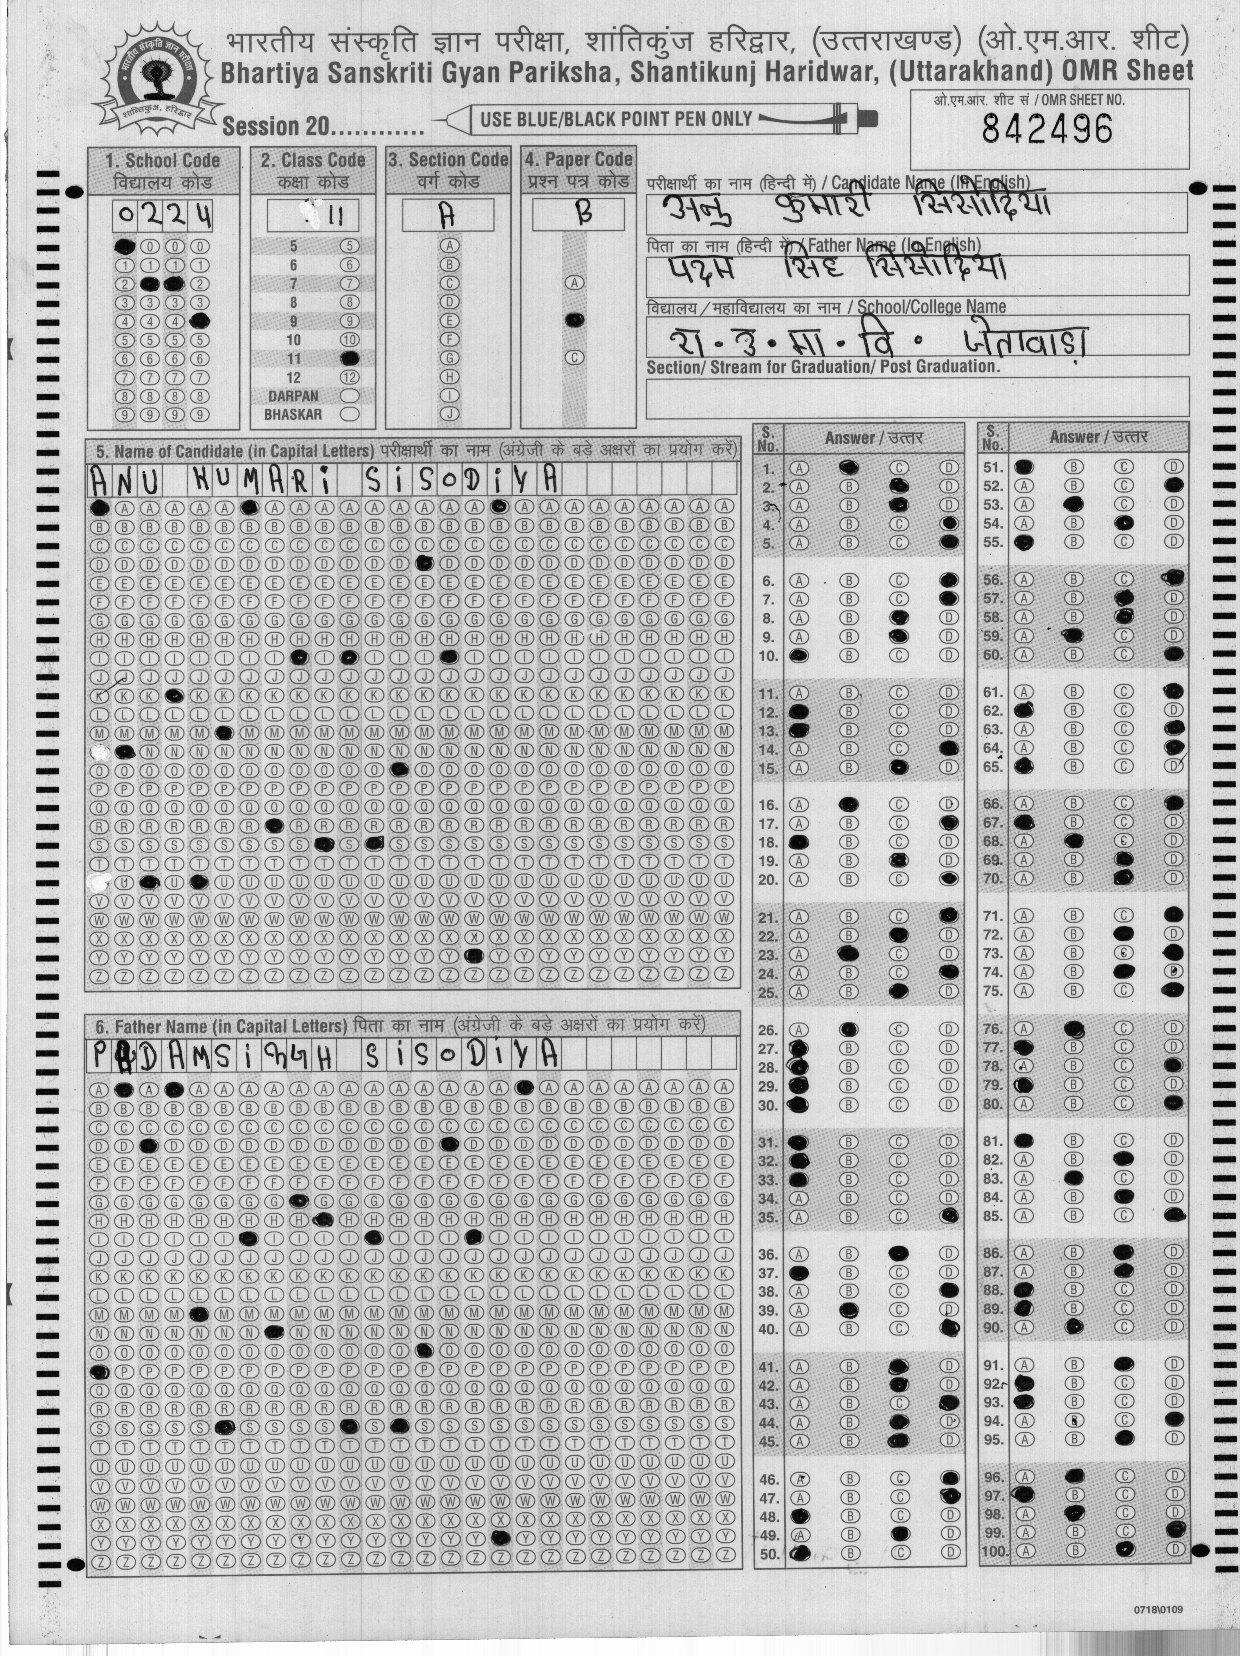 भारतीय संस्कृति ज्ञान परीक्षा, शांतिकुंज हरिद्वार, (उत्तराखण्ड) (ओ.एम.आर. शीट)
Bhartiya Sanskriti Gyan Pariksha, Shantikunj Haridwar, (Uttarakhand) OMR Sheet
Session 20............ USE BLUE/BLACK POINT PEN ONLY
ओ.एम.आर. शीट सं / OMR SHEET NO.
842496
1. School Code
विद्यालय कोड
0224
2. Class Code
कक्षा कोड
11
5
6
7
8
9
10
11
12
DARPAN
BHASKAR
3. Section Code
वर्ग कोड
A
4. Paper Code
प्रश्न पत्र कोड
B
परीक्षार्थी का नाम (हिन्दी में) / Candidate Name (In English)
अनु कुमारी सिसोदिया
पिता का नाम (हिन्दी में) / Father Name (In English)
पदम सिंह सिसोदिया
विद्यालय / महाविद्यालय का नाम / School/College Name
रा.उ.मा.वि. जेतावाडा
Section/ Stream for Graduation/ Post Graduation.
5. Name of Candidate (in Capital Letters) परीक्षार्थी का नाम (अंग्रेजी के बड़े अक्षरों का प्रयोग करें)
ANU KUMARi SiSODiYA
6. Father Name (in Capital Letters) पिता का नाम (अंग्रेजी के बड़े अक्षरों का प्रयोग करें)
PADAMSiNGH SiSODiYA
S. No. Answer / उत्तर
S. No. Answer / उत्तर
0718\0109